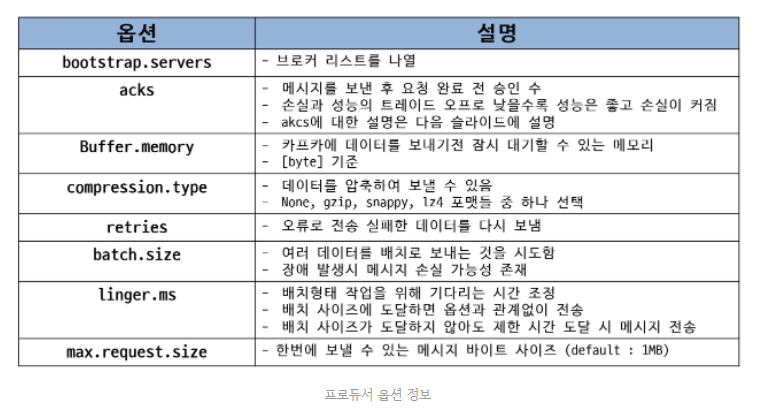 옵션 설명
bootstrap.servers - 브로커 리스트를 나열
acks - 메시지를 보낸 후 요청 완료 전 승인 수
- 손실과 성능의 트레이드 오프로 낮을수록 성능은 좋고 손실이 커짐
- akcs에 대한 설명은 다음 슬라이드에 설명
Buffer.memory - 카프카에 데이터를 보내기전 잠시 대기할 수 있는 메모리
- [byte] 기준
compression.type - 데이터를 압축하여 보낼 수 있음
- None, gzip, snappy, lz4 포맷들 중 하나 선택
retries - 오류로 전송 실패한 데이터를 다시 보냄
batch.size - 여러 데이터를 배치로 보내는 것을 시도함
- 장애 발생시 메시지 손실 가능성 존재
linger.ms - 배치형태 작업을 위해 기다리는 시간 조정
- 배치 사이즈에 도달하면 옵션과 관계없이 전송
- 배치 사이즈가 도달하지 않아도 제한 시간 도달 시 메시지 전송
max.request.size - 한번에 보낼 수 있는 메시지 바이트 사이즈 (default : 1MB)
프로듀서 옵션 정보